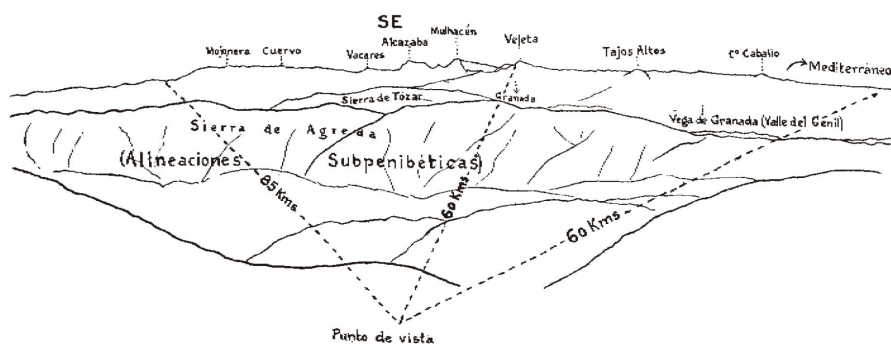 SE
Mojonera Cuervo Vacares Alcazaba Mulhacén Veleta Tajos Altos Cº Caballo Mediterráneo
Sierra de Tózar Granada
Vega de Granada (Valle del Genil)
Sierra de Agreda
(Alineaciones Subpenibéticas)
85 Kms
60 Kms
60 Kms
Punto de vista